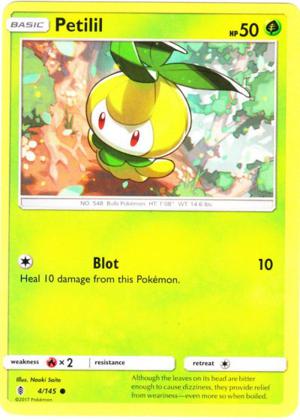 BASIC Petilil HP 50
NO. 548 Bulb Pokémon HT: 1'08" WT: 14.6 lbs.
Blot 10
Heal 10 damage from this Pokémon.
weakness ×2 resistance retreat
Illus. Naoki Saito
4/145
©2017 Pokémon
Although the leaves on its head are bitter
enough to cause dizziness, they provide relief
from weariness—even more so when boiled.